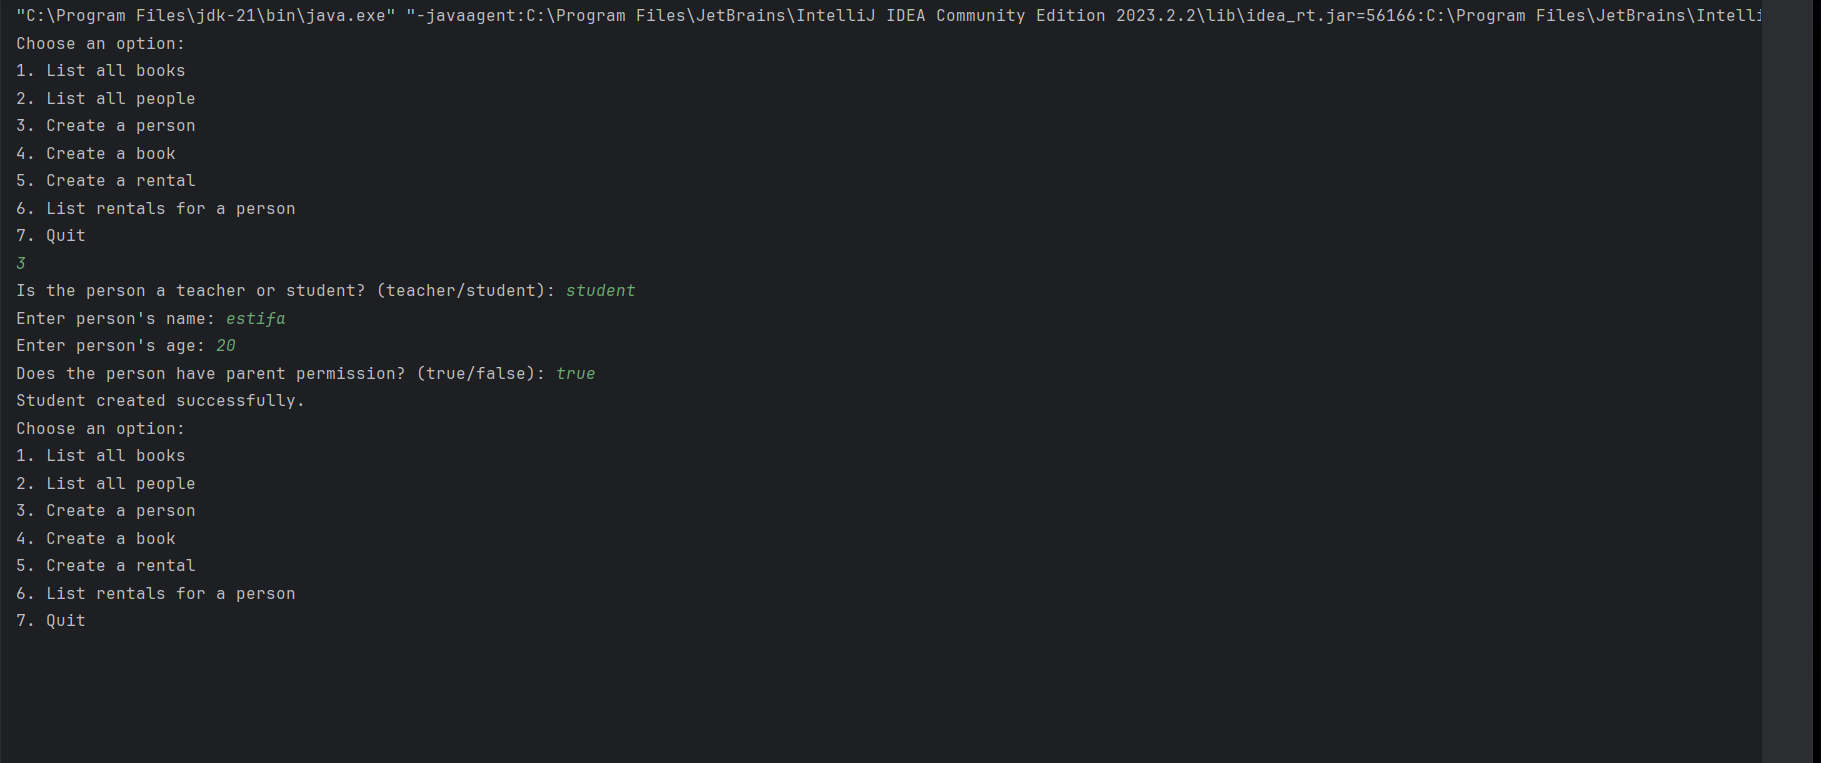 "C:\Program Files\jdk-21\bin\java.exe" "-javaagent:C:\Program Files\JetBrains\IntelliJ IDEA Community Edition 2023.2.2\lib\idea_rt.jar=56166:C:\Program Files\JetBrains\Intelli
Choose an option:
1. List all books
2. List all people
3. Create a person
4. Create a book
5. Create a rental
6. List rentals for a person
7. Quit
3
Is the person a teacher or student? (teacher/student): student
Enter person's name: estifa
Enter person's age: 20
Does the person have parent permission? (true/false): true
Student created successfully.
Choose an option:
1. List all books
2. List all people
3. Create a person
4. Create a book
5. Create a rental
6. List rentals for a person
7. Quit